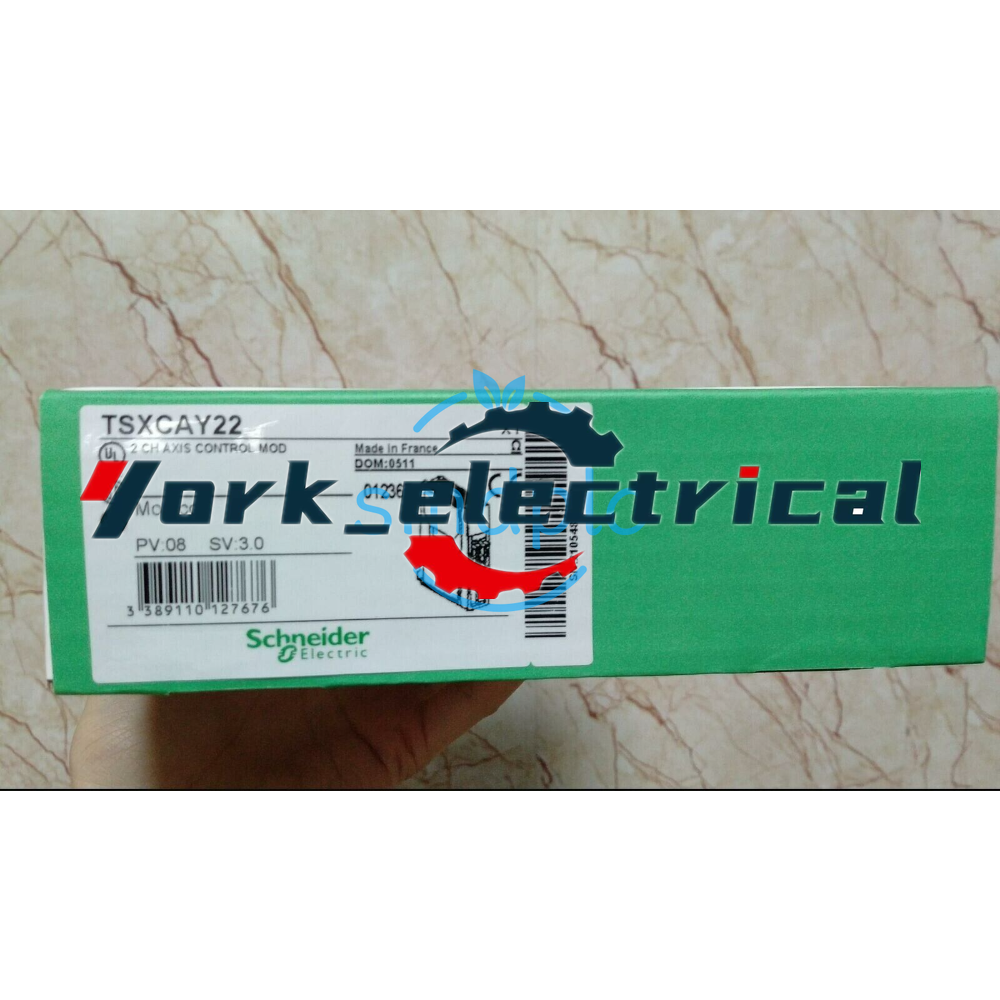 TSXCAY22
2 CH AXIS CONTROL MOD
Made in France
DOM:0511
York_electrical
PV:08 SV:3.0
3 389110 127676
Schneider
Electric